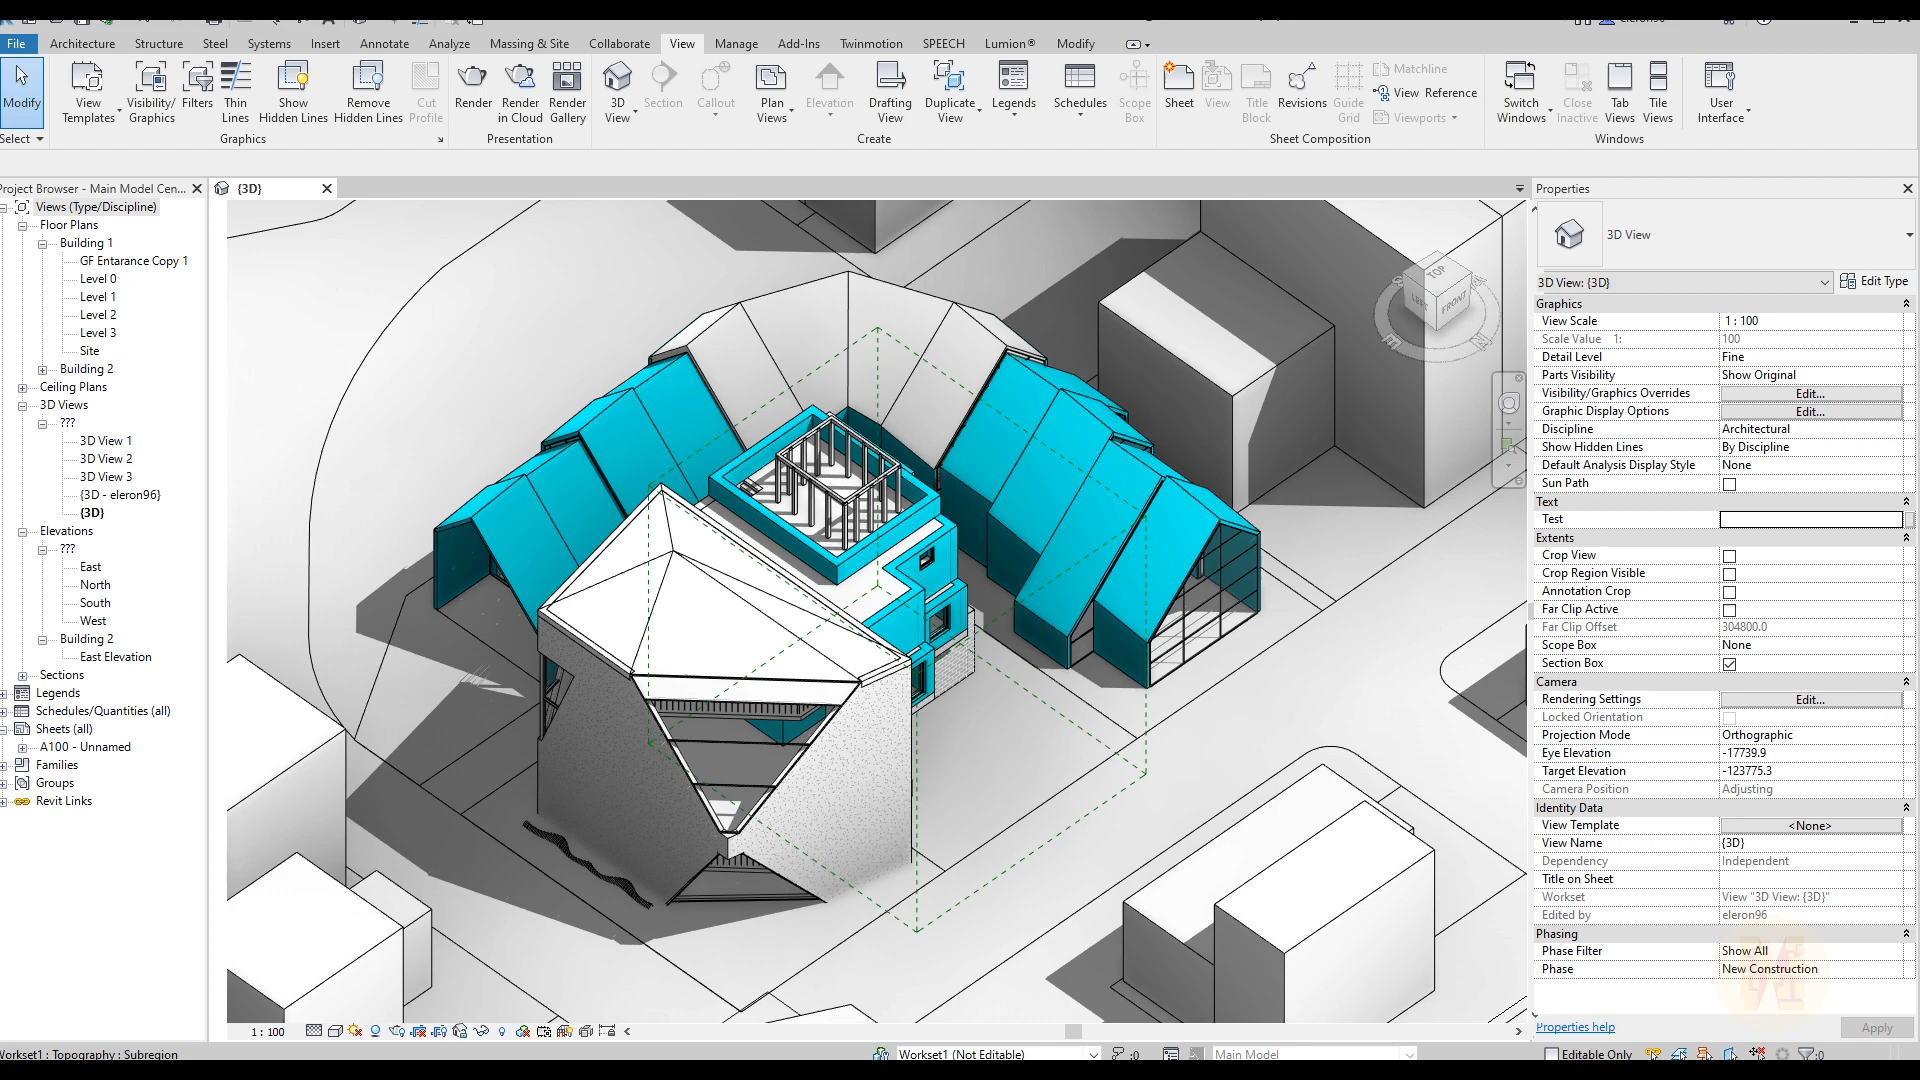 eleron96
File Architecture Structure Steel Systems Insert Annotate Analyze Massing & Site Collaborate View Manage Add-Ins Twinmotion SPEECH Lumion® Modify
Modify
View Templates
Visibility/ Graphics
Filters
Thin Lines
Show Hidden Lines
Remove Hidden Lines
Cut Profile
Render
Render in Cloud
Render Gallery
3D View
Section
Callout
Plan Views
Elevation
Drafting View
Duplicate View
Legends
Schedules
Scope Box
Sheet
View
Title Block
Revisions
Guide Grid
Matchline
View Reference
Viewports
Switch Windows
Close Inactive
Tab Views
Tile Views
User Interface
Select Graphics Presentation Create Sheet Composition Windows
Project Browser - Main Model Cen...
{3D}
Properties
Views (Type/Discipline)
Floor Plans
Building 1
GF Entarance Copy 1
Level 0
Level 1
Level 2
Level 3
Site
Building 2
Ceiling Plans
3D Views
???
3D View 1
3D View 2
3D View 3
{3D - eleron96}
{3D}
Elevations
???
East
North
South
West
Building 2
East Elevation
Sections
Legends
Schedules/Quantities (all)
Sheets (all)
A100 - Unnamed
Families
Groups
Revit Links
TOP
LEFT
FRONT
3D View
3D View: {3D} Edit Type
Graphics
View Scale 1 : 100
Scale Value 1: 100
Detail Level Fine
Parts Visibility Show Original
Visibility/Graphics Overrides Edit...
Graphic Display Options Edit...
Discipline Architectural
Show Hidden Lines By Discipline
Default Analysis Display Style None
Sun Path
Text
Test
Extents
Crop View
Crop Region Visible
Annotation Crop
Far Clip Active
Far Clip Offset 304800.0
Scope Box None
Section Box
Camera
Rendering Settings Edit...
Locked Orientation
Projection Mode Orthographic
Eye Elevation -17739.9
Target Elevation -123775.3
Camera Position Adjusting
Identity Data
View Template <None>
View Name {3D}
Dependency Independent
Title on Sheet
Workset View "3D View: {3D}"
Edited by eleron96
Phasing
Phase Filter Show All
Phase New Construction
Properties help Apply
1 : 100
Workset1 : Topography : Subregion
Workset1 (Not Editable) :0 Main Model Editable Only :0